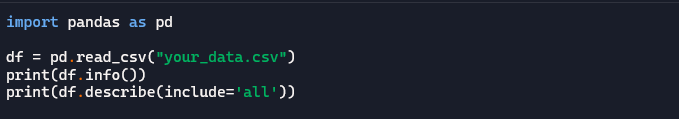 import pandas as pd
df = pd.read_csv("your_data.csv")
print(df.info())
print(df.describe(include='all'))